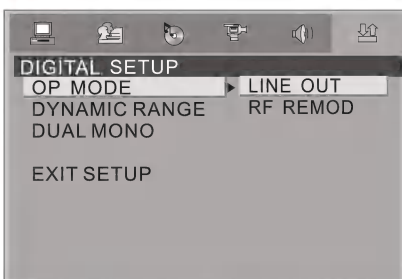 DIGITAL SETUP
OP MODE LINE OUT
DYNAMIC RANGE RF REMOD
DUAL MONO
EXIT SETUP